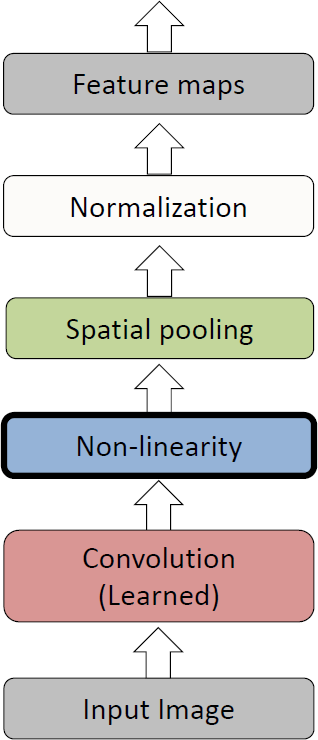 Feature maps
Normalization
Spatial pooling
Non-linearity
Convolution
(Learned)
Input Image